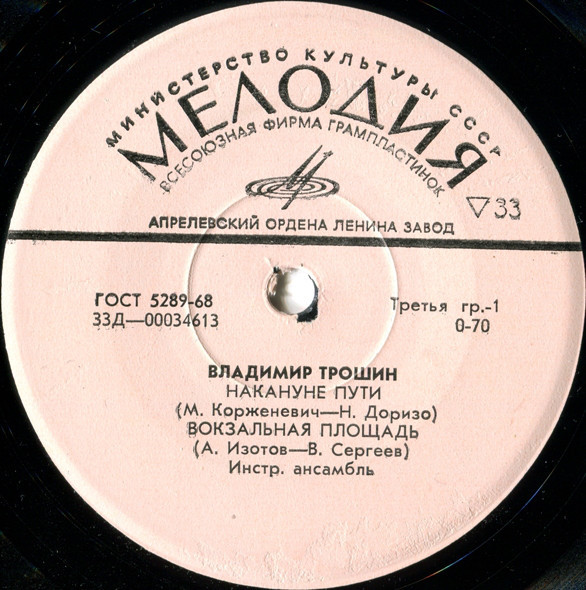 МИНИСТЕРСТВО КУЛЬТУРЫ СССР
МЕЛОДИЯ
ВСЕСОЮЗНАЯ ФИРМА ГРАМПЛАСТИНОК
33
АПРЕЛЕВСКИЙ ОРДЕНА ЛЕНИНА ЗАВОД
ГОСТ 5289-68
33Д—00034613
Третья гр.-1
0-70
ВЛАДИМИР ТРОШИН
НАКАНУНЕ ПУТИ
(М. Корженевич—Н. Доризо)
ВОКЗАЛЬНАЯ ПЛОЩАДЬ
(А. Изотов—В. Сергеев)
Инстр. ансамбль